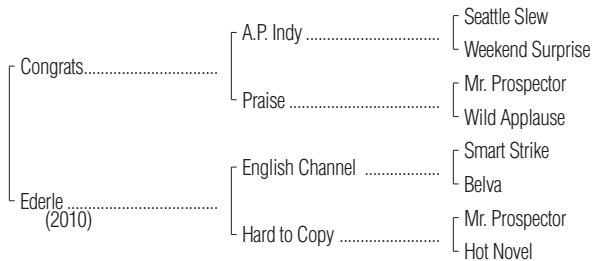 Seattle Slew
A.P. Indy ..................................
Weekend Surprise
Congrats..................................
Mr. Prospector
Praise ......................................
Wild Applause
Smart Strike
English Channel ...................
Belva
Ederle ......................................
(2010)
Mr. Prospector
Hard to Copy .........................
Hot Novel